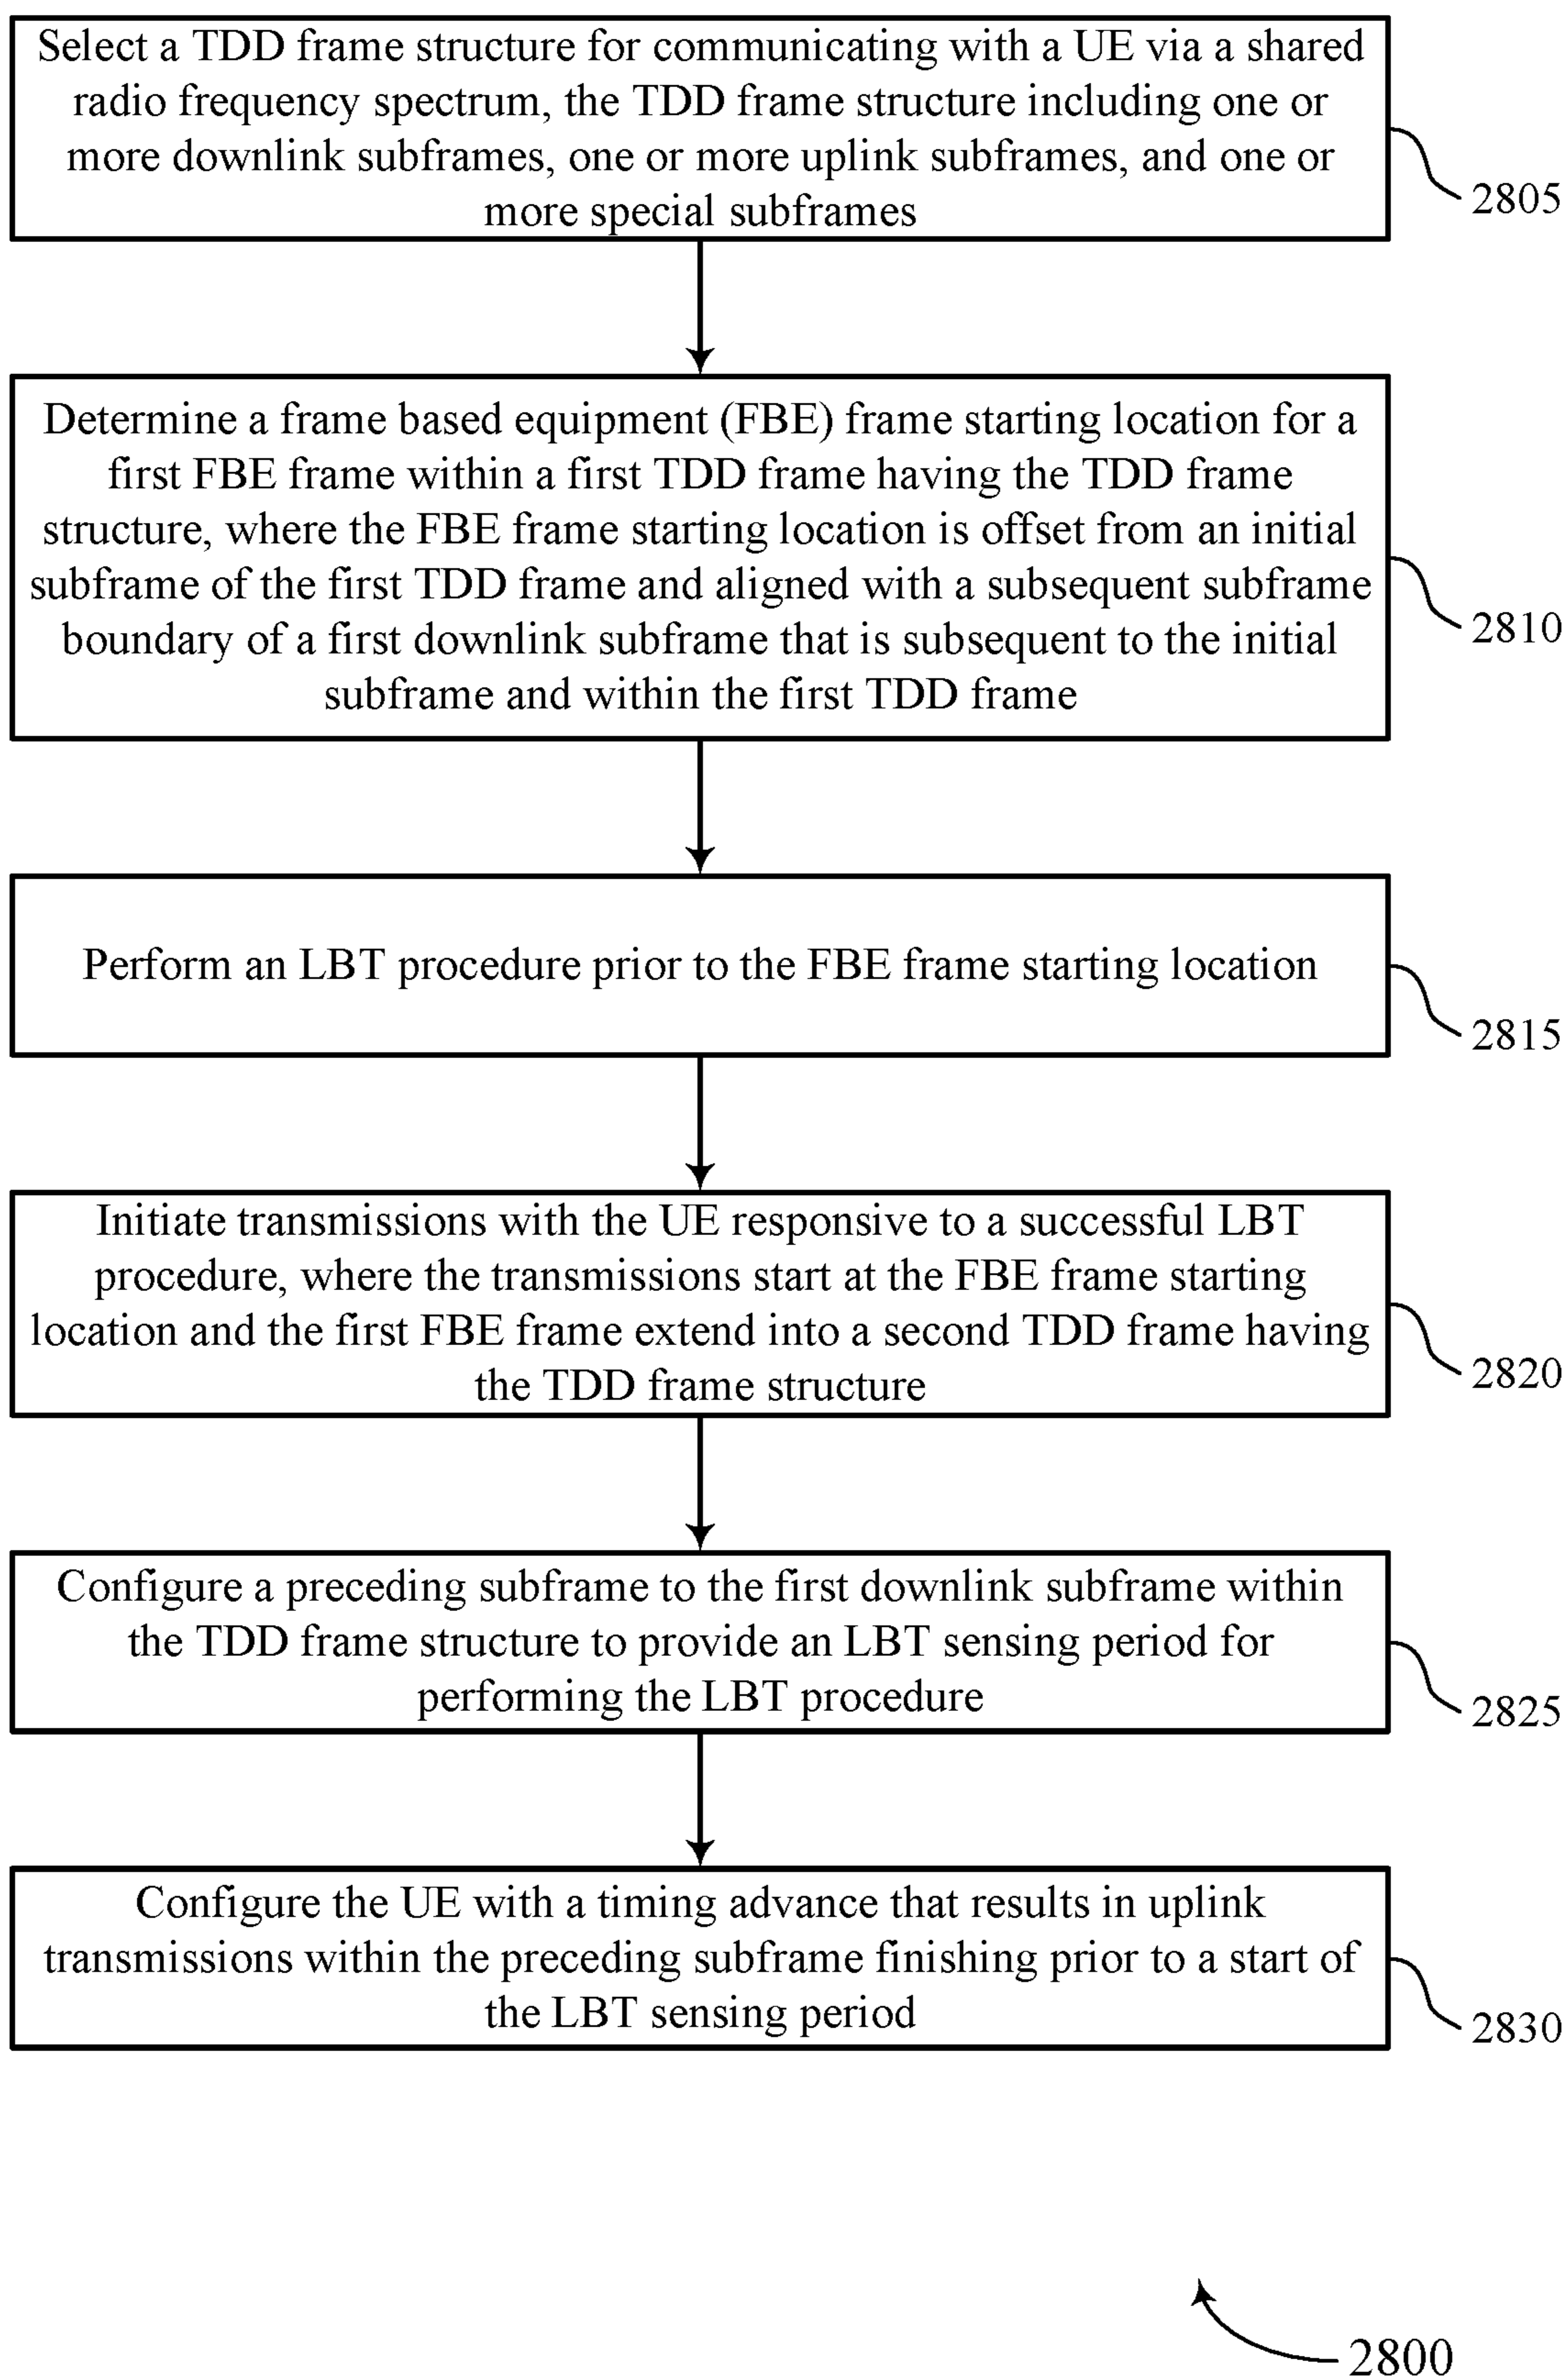 Select a TDD frame structure for communicating with a UE via a shared
radio frequency spectrum, the TDD frame structure including one or
more downlink subframes, one or more uplink subframes, and one or
more special subframes
2805
Determine a frame based equipment (FBE) frame starting location for a
first FBE frame within a first TDD frame having the TDD frame
structure, where the FBE frame starting location is offset from an initial
subframe of the first TDD frame and aligned with a subsequent subframe
boundary of a first downlink subframe that is subsequent to the initial
subframe and within the first TDD frame
2810
Perform an LBT procedure prior to the FBE frame starting location
2815
Initiate transmissions with the UE responsive to a successful LBT
procedure, where the transmissions start at the FBE frame starting
location and the first FBE frame extend into a second TDD frame having
the TDD frame structure
2820
Configure a preceding subframe to the first downlink subframe within
the TDD frame structure to provide an LBT sensing period for
performing the LBT procedure
2825
Configure the UE with a timing advance that results in uplink
transmissions within the preceding subframe finishing prior to a start of
the LBT sensing period
2830
2800